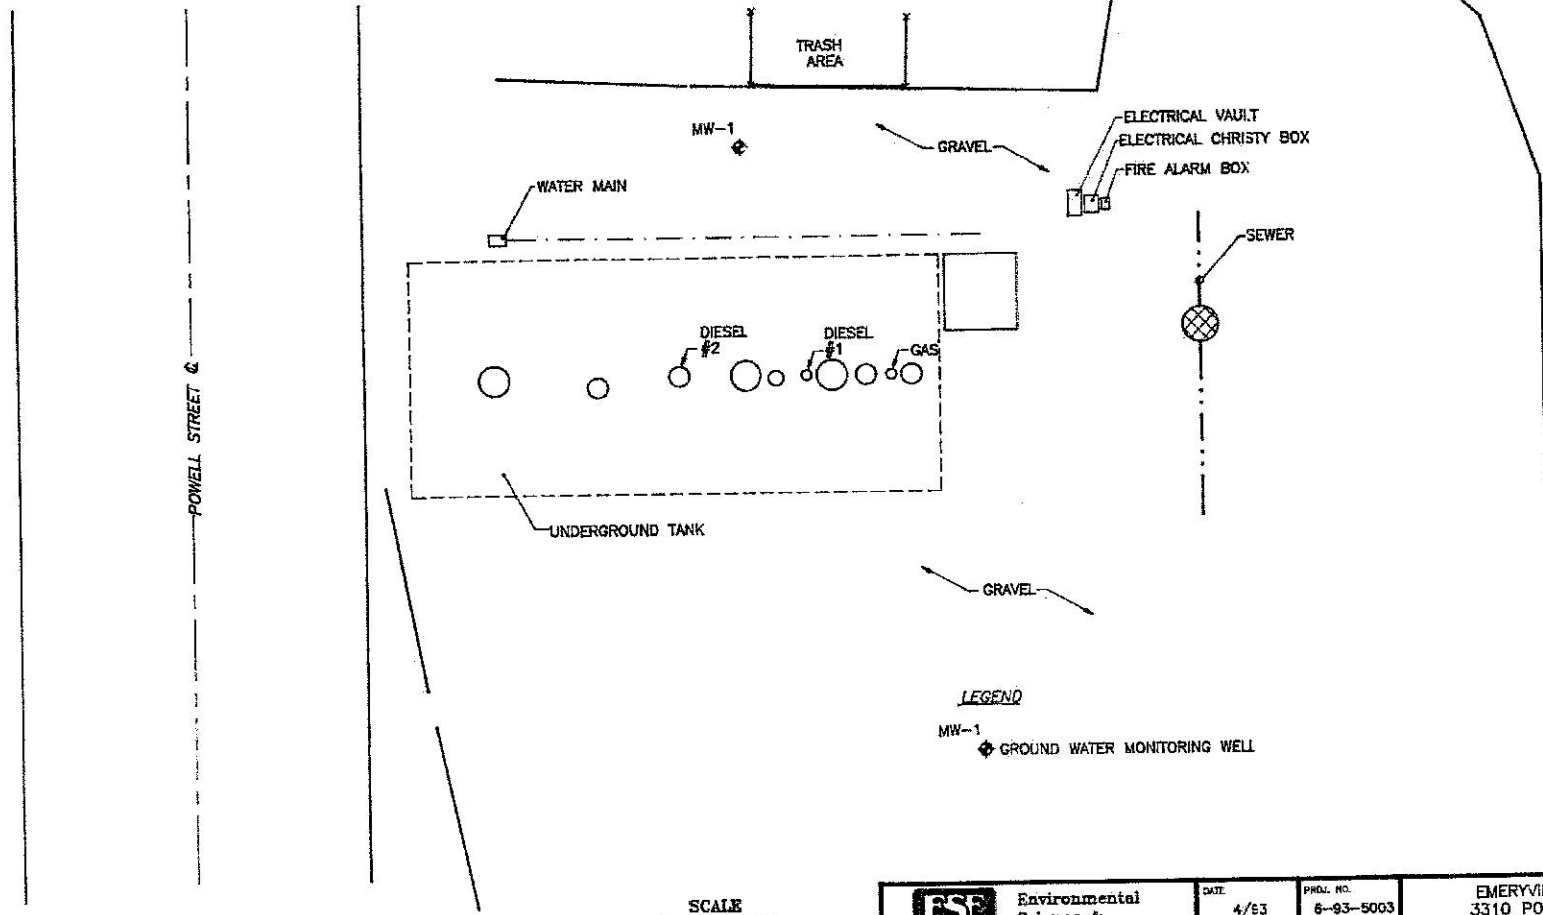 TRASH
AREA
MW-1
GRAVEL
ELECTRICAL VAULT
ELECTRICAL CHRISTY BOX
FIRE ALARM BOX
WATER MAIN
SEWER
DIESEL
#2
DIESEL
#1
GAS
POWELL STREET ℄
UNDERGROUND TANK
GRAVEL
LEGEND
MW-1
GROUND WATER MONITORING WELL
SCALE
Environmental
DATE
4/93
PROJ. NO.
6-93-5003
3310